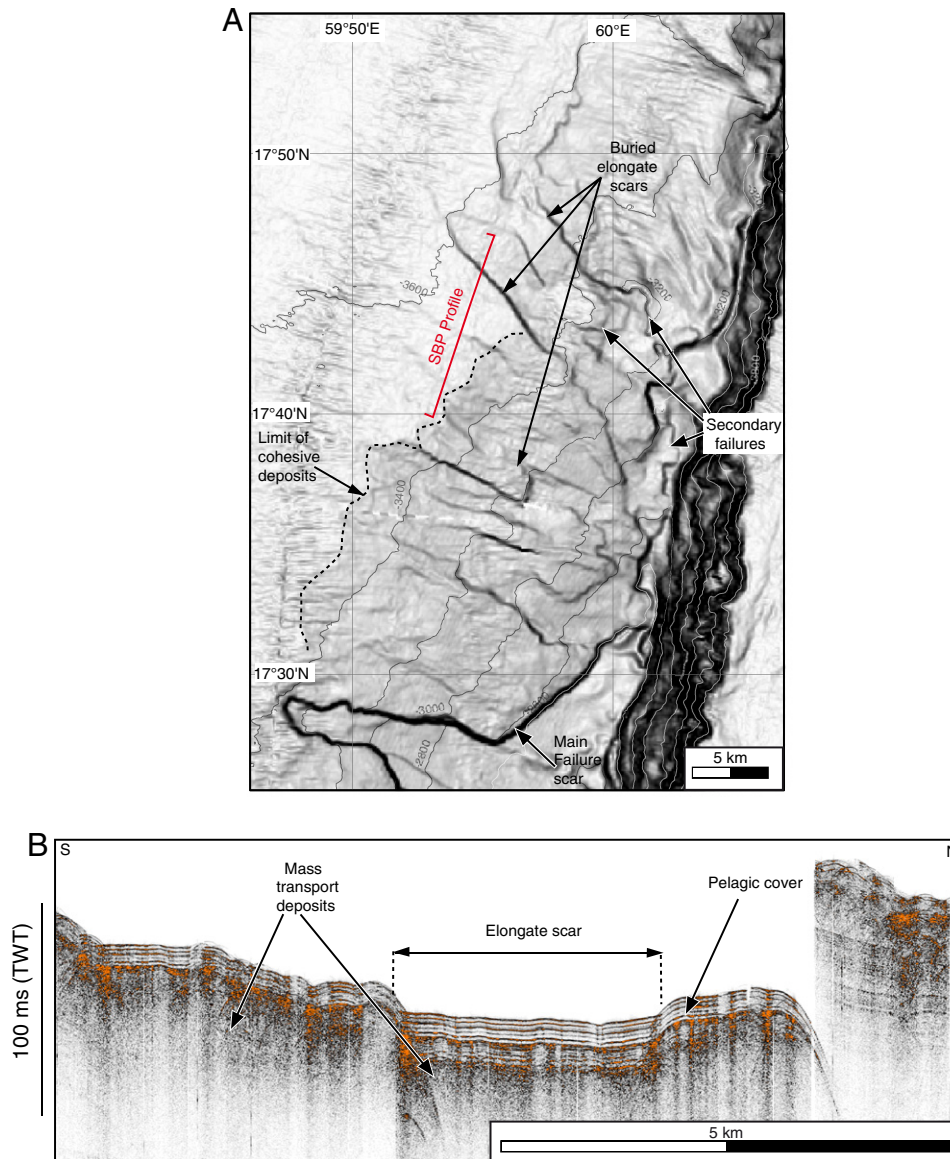 A
59°50'E
60°E
17°50'N
Buried
elongate
scars
-3600
-3200
-3200
SBP Profile
17°40'N
Limit of
cohesive
deposits
Secondary
failures
-3400
17°30'N
-3000
-2800
Main
Failure
scar
5 km
B
S
Mass
transport
deposits
Pelagic cover
Elongate scar
100 ms (TWT)
5 km